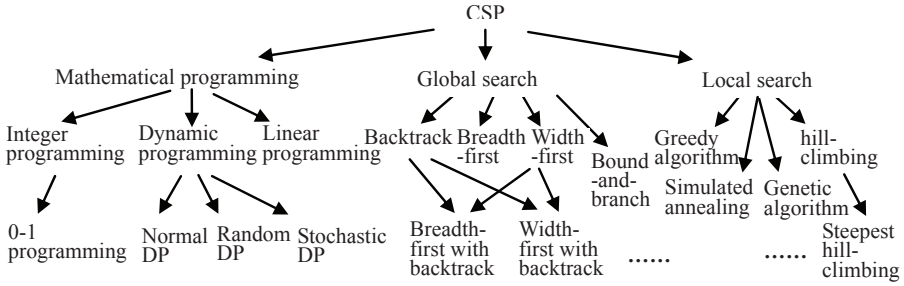 CSP
Mathematical programming
Global search
Local search
Integer
programming
Dynamic
programming
Linear
programming
Backtrack
Breadth
-first
Width
-first
Bound
-and-
branch
Greedy
algorithm
Simulated
annealing
Genetic
algorithm
hill-
climbing
0-1
programming
Normal
DP
Random
DP
Stochastic
DP
Breadth-
first with
backtrack
Width-
first with
backtrack
......
......
Steepest
hill-
climbing